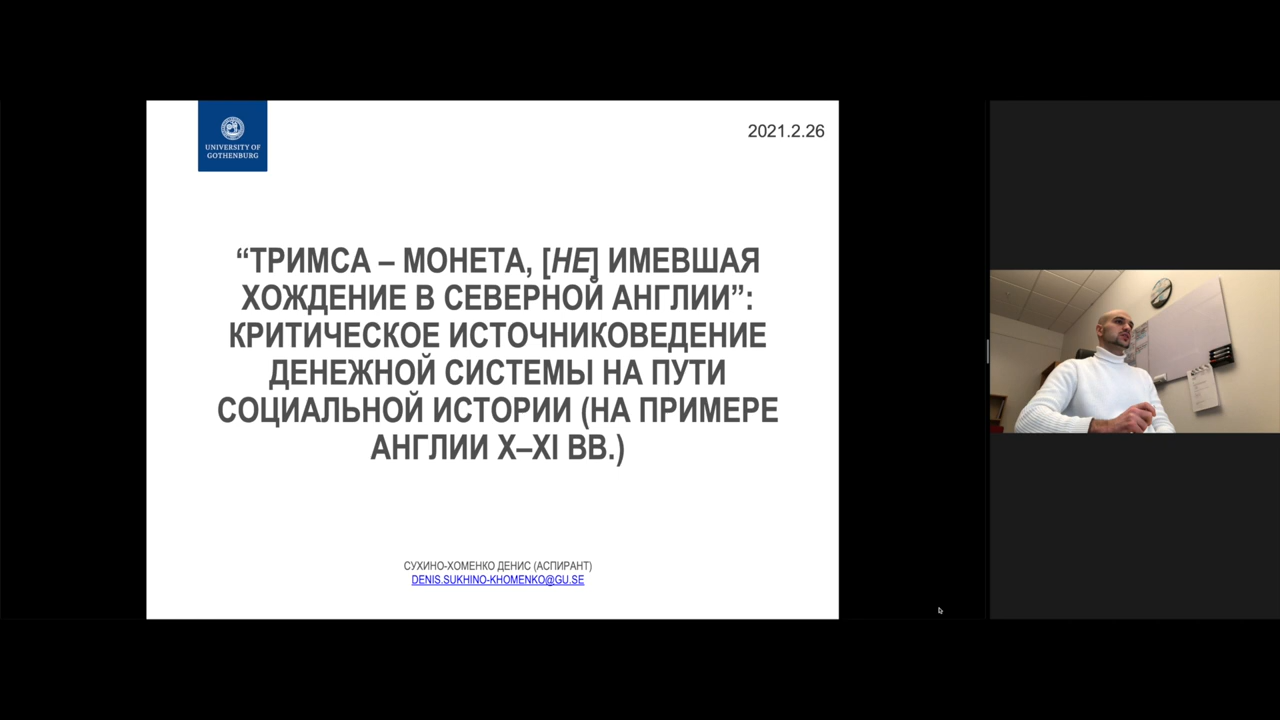 UNIVERSITY OF
GOTHENBURG
2021.2.26
“ТРИМСА – МОНЕТА, [НЕ] ИМЕВШАЯ
ХОЖДЕНИЕ В СЕВЕРНОЙ АНГЛИИ”:
КРИТИЧЕСКОЕ ИСТОЧНИКОВЕДЕНИЕ
ДЕНЕЖНОЙ СИСТЕМЫ НА ПУТИ
СОЦИАЛЬНОЙ ИСТОРИИ (НА ПРИМЕРЕ
АНГЛИИ X–XI ВВ.)
СУХИНО-ХОМЕНКО ДЕНИС (АСПИРАНТ)
DENIS.SUKHINO-KHOMENKO@GU.SE